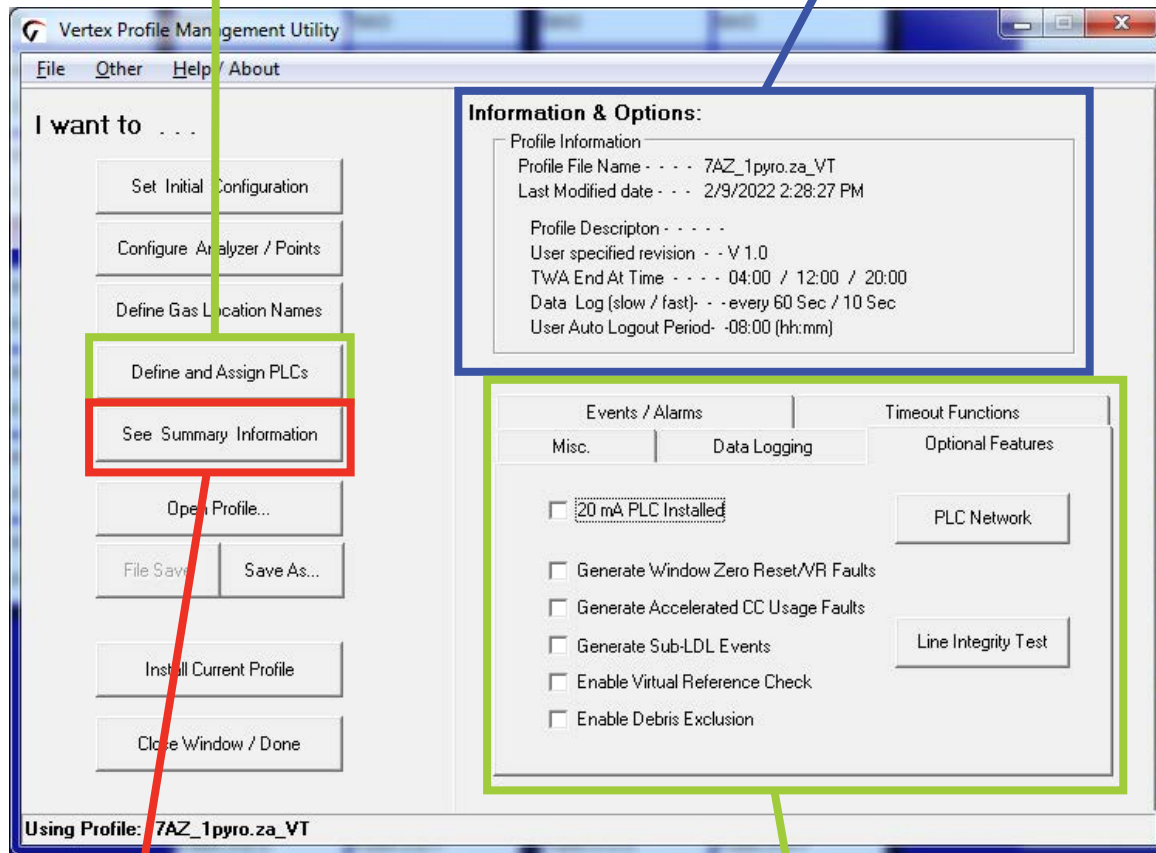 Vertex Profile Management Utility
File Other Help / About
I want to . . .
Set Initial Configuration
Configure Analyzer / Points
Define Gas Location Names
Define and Assign PLCs
See Summary Information
Open Profile...
File Save Save As...
Install Current Profile
Close Window / Done
Information & Options:
Profile Information
Profile File Name - - - - 7AZ_1pyro.za_VT
Last Modified date - - - 2/9/2022 2:28:27 PM
Profile Descripton - - - - -
User specified revision - - V 1.0
TWA End At Time - - - - 04:00 / 12:00 / 20:00
Data Log (slow / fast)- - - every 60 Sec / 10 Sec
User Auto Logout Period- -08:00 (hh:mm)
Events / Alarms Timeout Functions
Misc. Data Logging Optional Features
20 mA PLC Installed
PLC Network
Generate Window Zero Reset/VR Faults
Generate Accelerated CC Usage Faults
Generate Sub-LDL Events
Line Integrity Test
Enable Virtual Reference Check
Enable Debris Exclusion
Using Profile: 7AZ_1pyro.za_VT